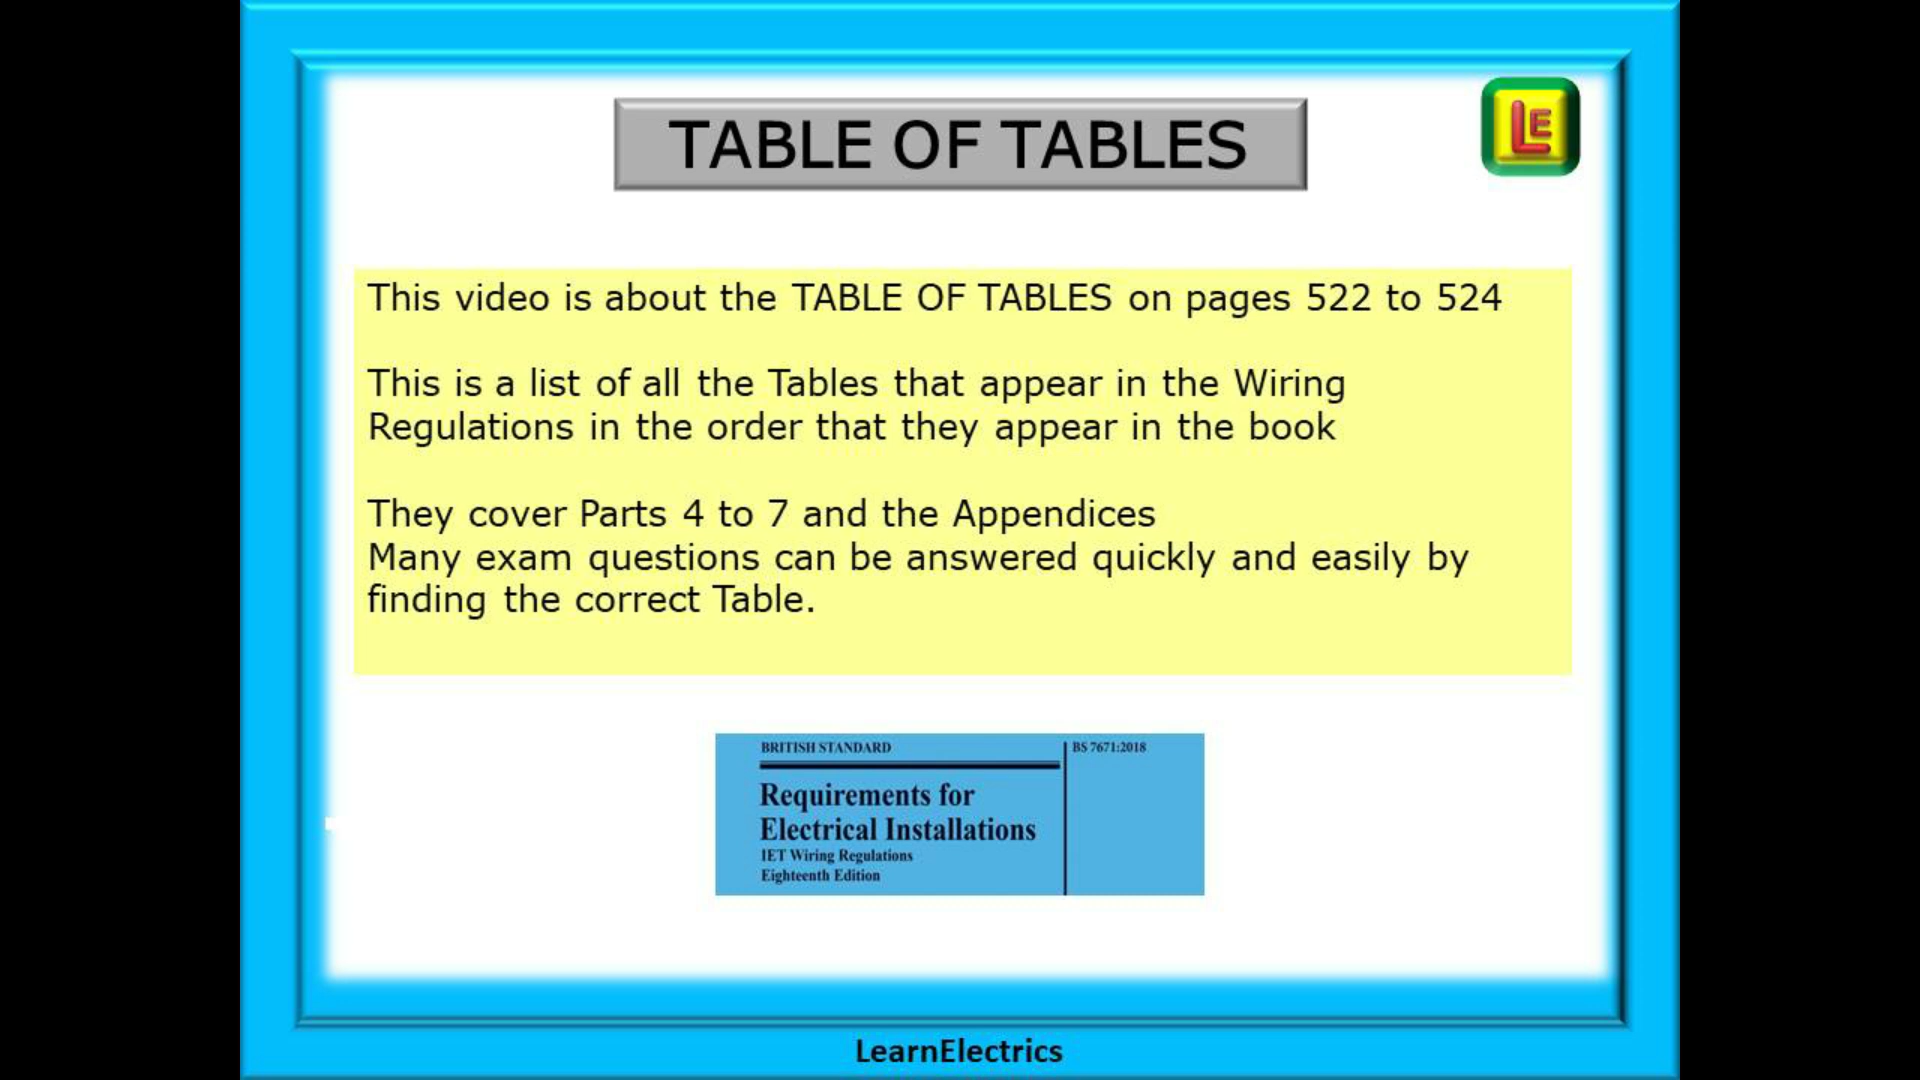 TABLE OF TABLES
LE
This video is about the TABLE OF TABLES on pages 522 to 524
This is a list of all the Tables that appear in the Wiring
Regulations in the order that they appear in the book
They cover Parts 4 to 7 and the Appendices
Many exam questions can be answered quickly and easily by
finding the correct Table.
BRITISH STANDARD
BS 7671:2018
Requirements for
Electrical Installations
IET Wiring Regulations
Eighteenth Edition
LearnElectrics